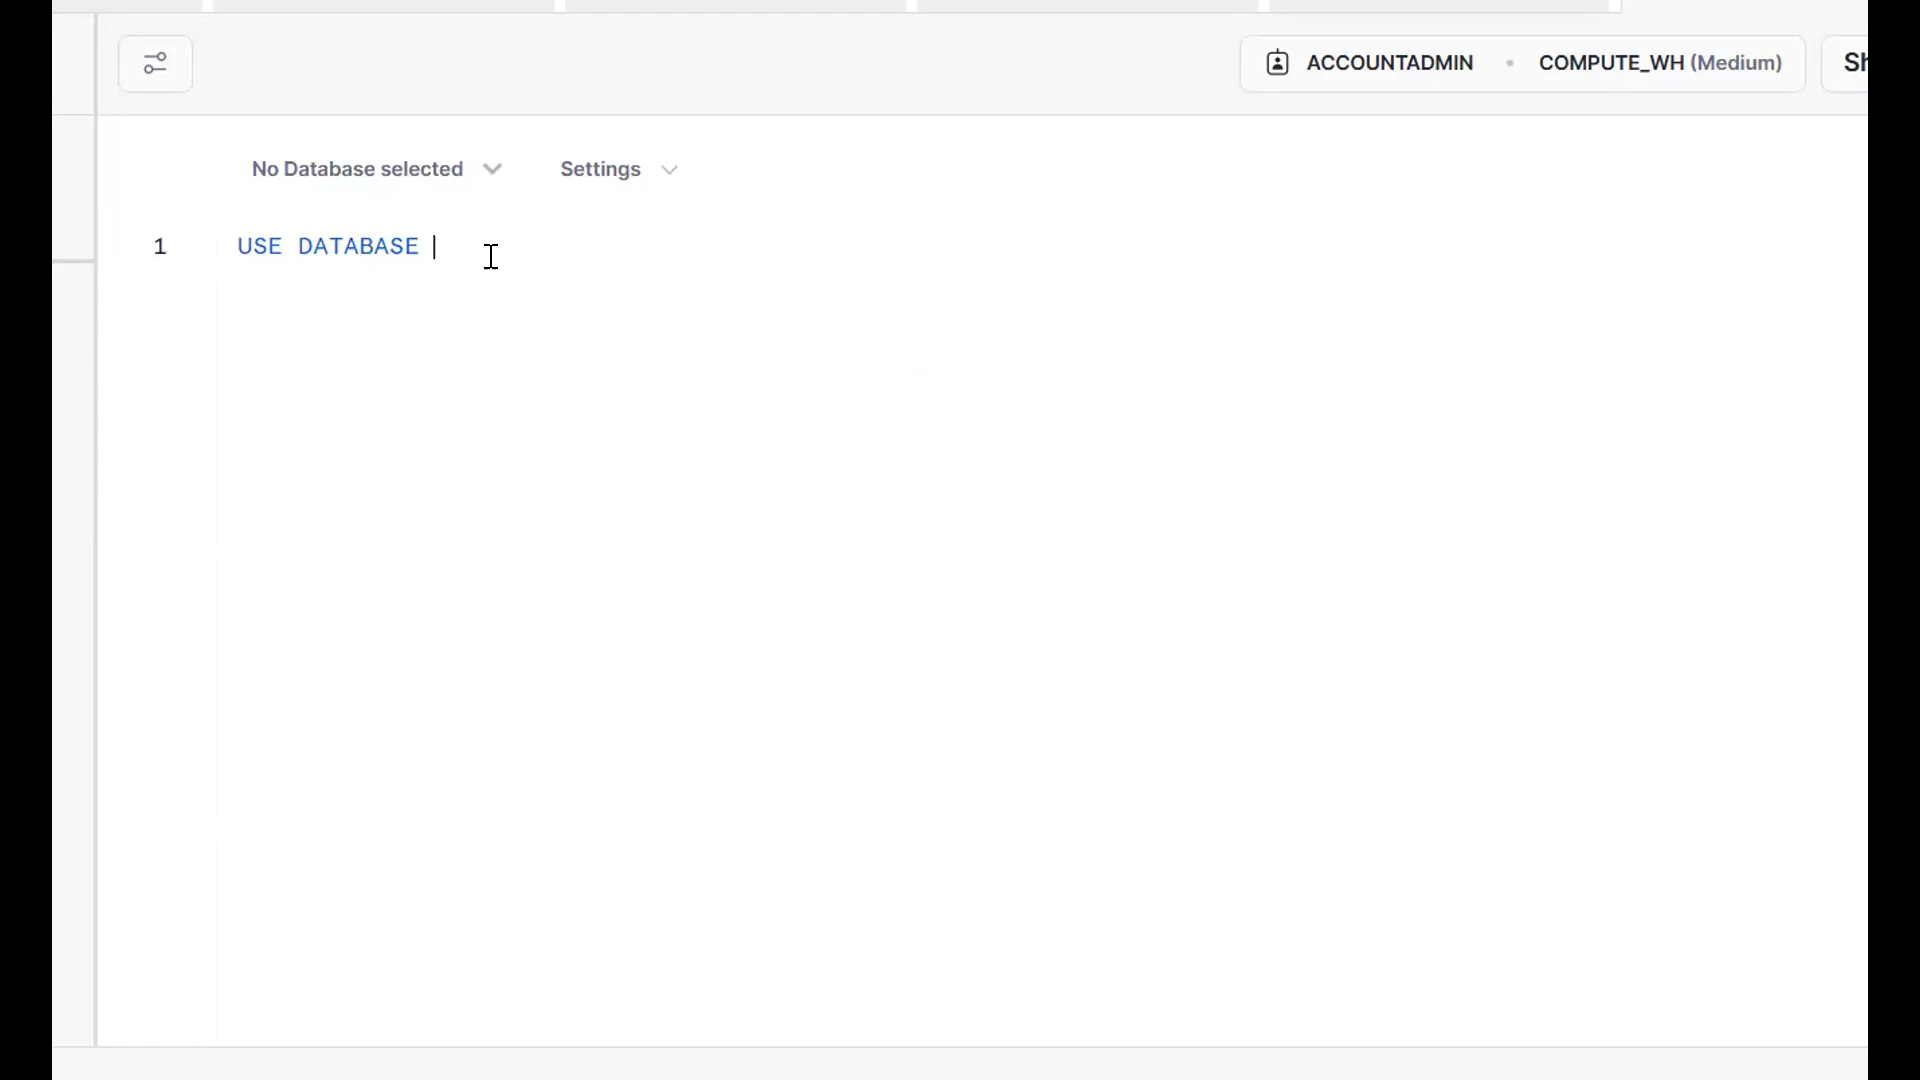 ACCOUNTADMIN • COMPUTE_WH (Medium)
No Database selected
Settings
1 USE DATABASE